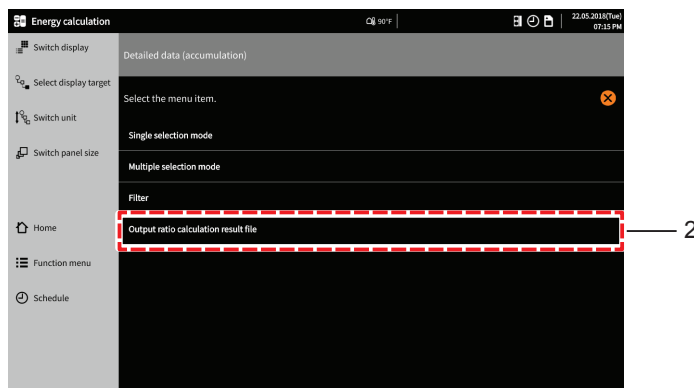 Energy calculation
90°F
22.05.2018(Tue)
07:15 PM
Switch display
Select display target
Switch unit
Switch panel size
Home
Function menu
Schedule
Detailed data (accumulation)
Select the menu item.
Single selection mode
Multiple selection mode
Filter
Output ratio calculation result file
2